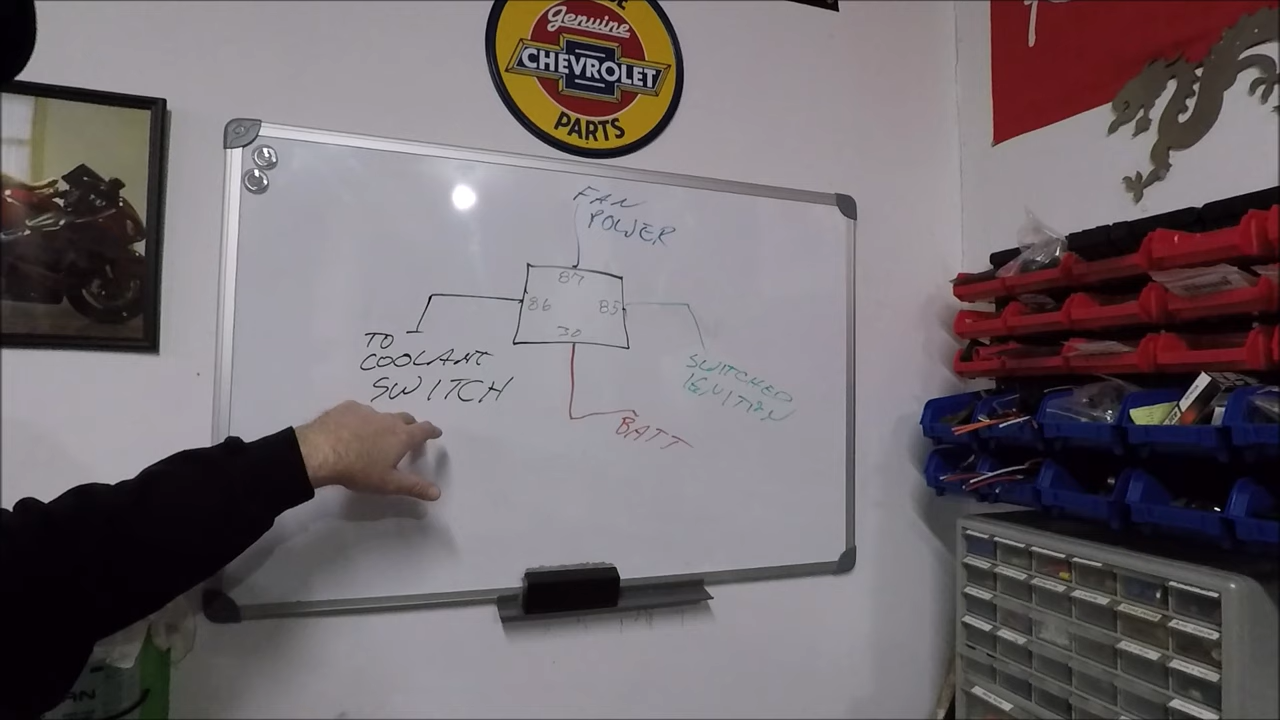 Genuine
CHEVROLET
PARTS
FAN
POWER
87
86
85
30
TO
COOLANT
SWITCH
SWITCHED
IGNITION
BATT